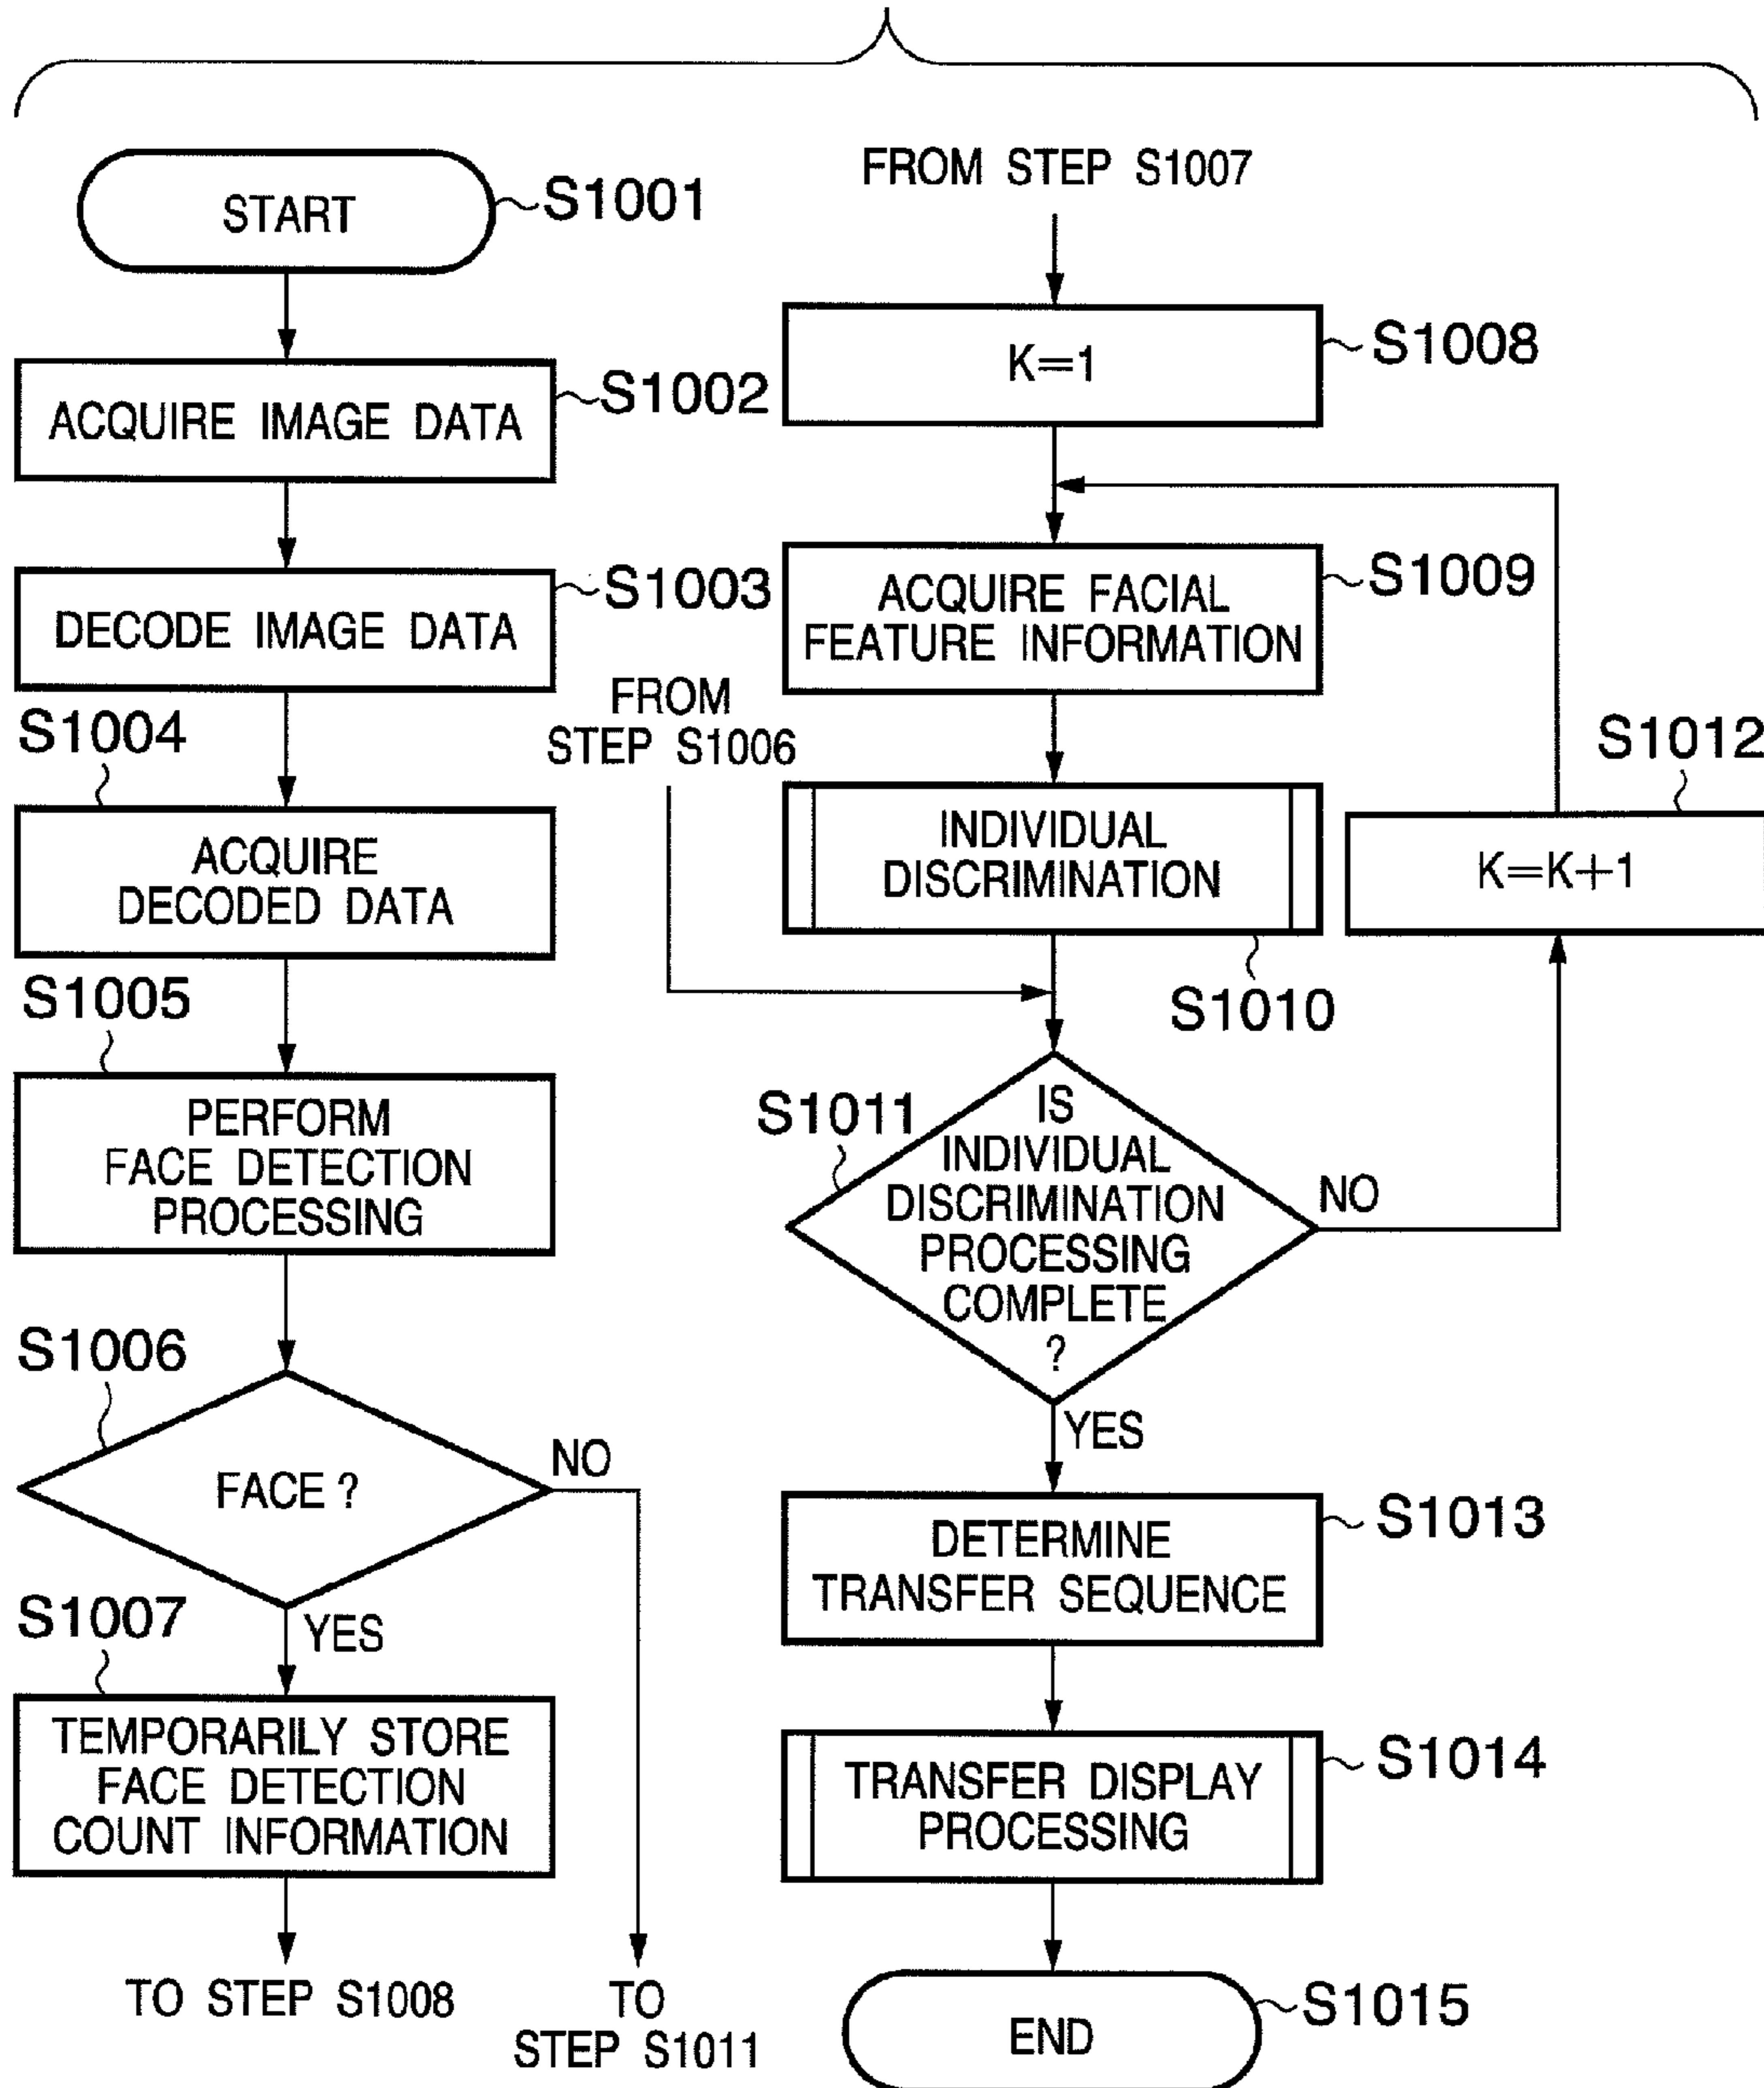 START
S1001
ACQUIRE IMAGE DATA
S1002
DECODE IMAGE DATA
S1003
S1004
ACQUIRE
DECODED DATA
S1005
PERFORM
FACE DETECTION
PROCESSING
S1006
FACE ?
NO
YES
S1007
TEMPORARILY STORE
FACE DETECTION
COUNT INFORMATION
TO STEP S1008
TO
STEP S1011
FROM STEP S1007
K=1
S1008
ACQUIRE FACIAL
FEATURE INFORMATION
S1009
FROM
STEP S1006
INDIVIDUAL
DISCRIMINATION
S1010
S1012
K=K+1
S1011
IS
INDIVIDUAL
DISCRIMINATION
PROCESSING
COMPLETE
?
NO
YES
DETERMINE
TRANSFER SEQUENCE
S1013
TRANSFER DISPLAY
PROCESSING
S1014
END
S1015